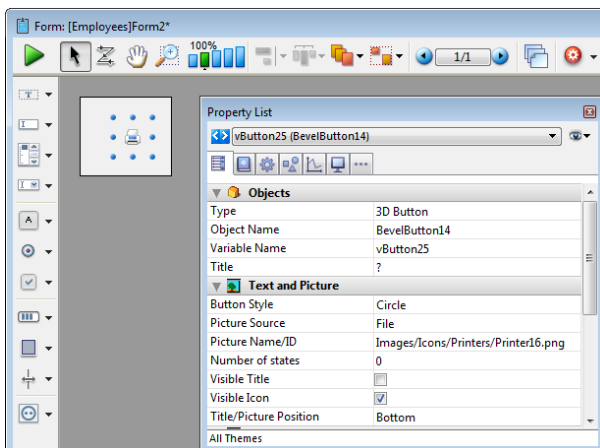 Form: [Employees]Form2*
100%
1/1
Property List
vButton25 (BevelButton14)
Objects
Type 3D Button
Object Name BevelButton14
Variable Name vButton25
Title ?
Text and Picture
Button Style Circle
Picture Source File
Picture Name/ID Images/Icons/Printers/Printer16.png
Number of states 0
Visible Title
Visible Icon
Title/Picture Position Bottom
All Themes